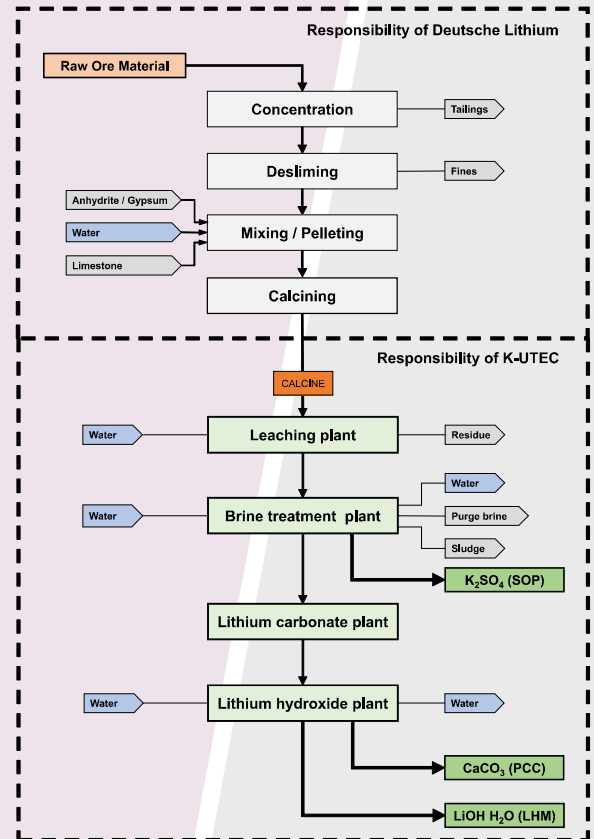 Responsibility of Deutsche Lithium
Raw Ore Material
Concentration
Tailings
Desliming
Fines
Anhydrite / Gypsum
Water
Mixing / Pelleting
Limestone
Calcining
Responsibility of K-UTEC
CALCINE
Water
Leaching plant
Residue
Water
Water
Brine treatment plant
Purge brine
Sludge
K₂SO₄ (SOP)
Lithium carbonate plant
Water
Lithium hydroxide plant
Water
CaCO₃ (PCC)
LiOH H₂O (LHM)